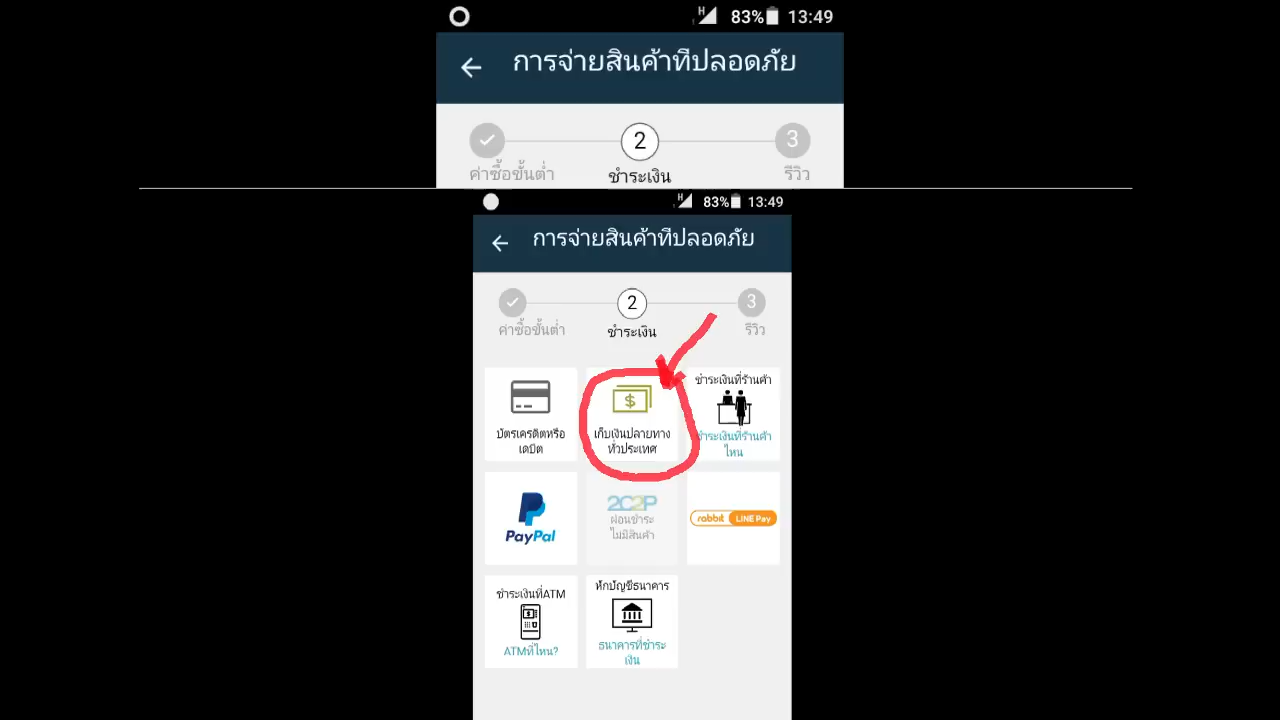 H 83% 13:49
การจ่ายสินค้าที่ปลอดภัย
2 3
ค่าซื้อขั้นต่ำ ชำระเงิน รีวิว
H 83% 13:49
การจ่ายสินค้าที่ปลอดภัย
2 3
ค่าซื้อขั้นต่ำ ชำระเงิน รีวิว
บัตรเครดิตหรือ
เดบิต
$
เก็บเงินปลายทาง
ทั่วประเทศ
ชำระเงินที่ร้านค้า
ชำระเงินที่ร้านค้า
ไหน
PayPal
2C2P
ผ่อนชำระ
ไม่มีสินค้า
rabbit LINE Pay
ชำระเงินที่ATM
$
ATMที่ไหน?
หักบัญชีธนาคาร
ธนาคารที่ชำระ
เงิน